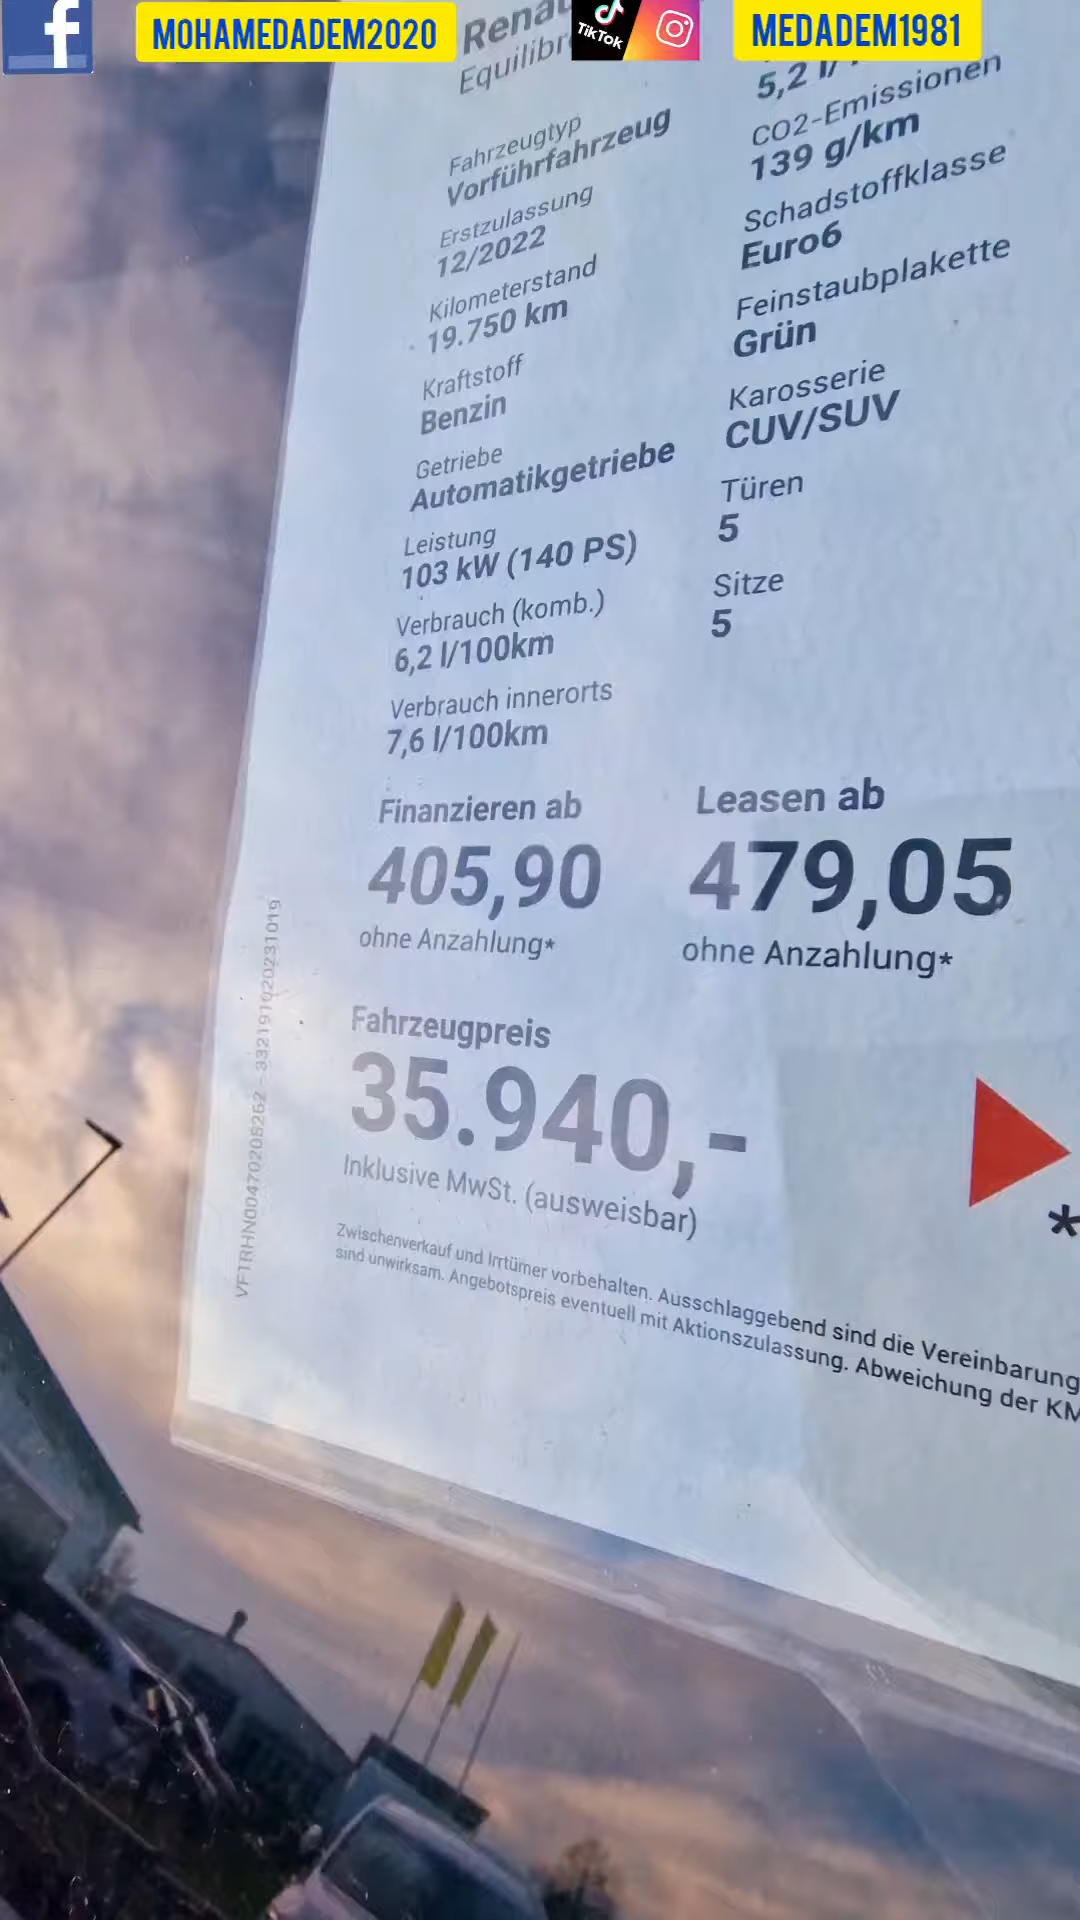 MOHAMEDADEM2020
TikTok
MEDADEM1981
Equilibr
Fahrzeugtyp
Vorführfahrzeug
Erstzulassung
12/2022
Kilometerstand
19.750 km
Kraftstoff
Benzin
Getriebe
Automatikgetriebe
Leistung
103 kW (140 PS)
Verbrauch (komb.)
6,2 l/100km
Verbrauch innerorts
7,6 l/100km
5,2 l/
CO2-Emissionen
139 g/km
Schadstoffklasse
Euro6
Feinstaubplakette
Grün
Karosserie
CUV/SUV
Türen
5
Sitze
5
Finanzieren ab
405,90
ohne Anzahlung*
Leasen ab
479,05
ohne Anzahlung*
Fahrzeugpreis
35.940,-
Inklusive MwSt. (ausweisbar)
*
Zwischenverkauf und Irrtümer vorbehalten. Ausschlaggebend sind die Vereinbarung
sind unwirksam. Angebotspreis eventuell mit Aktionszulassung. Abweichung der KM